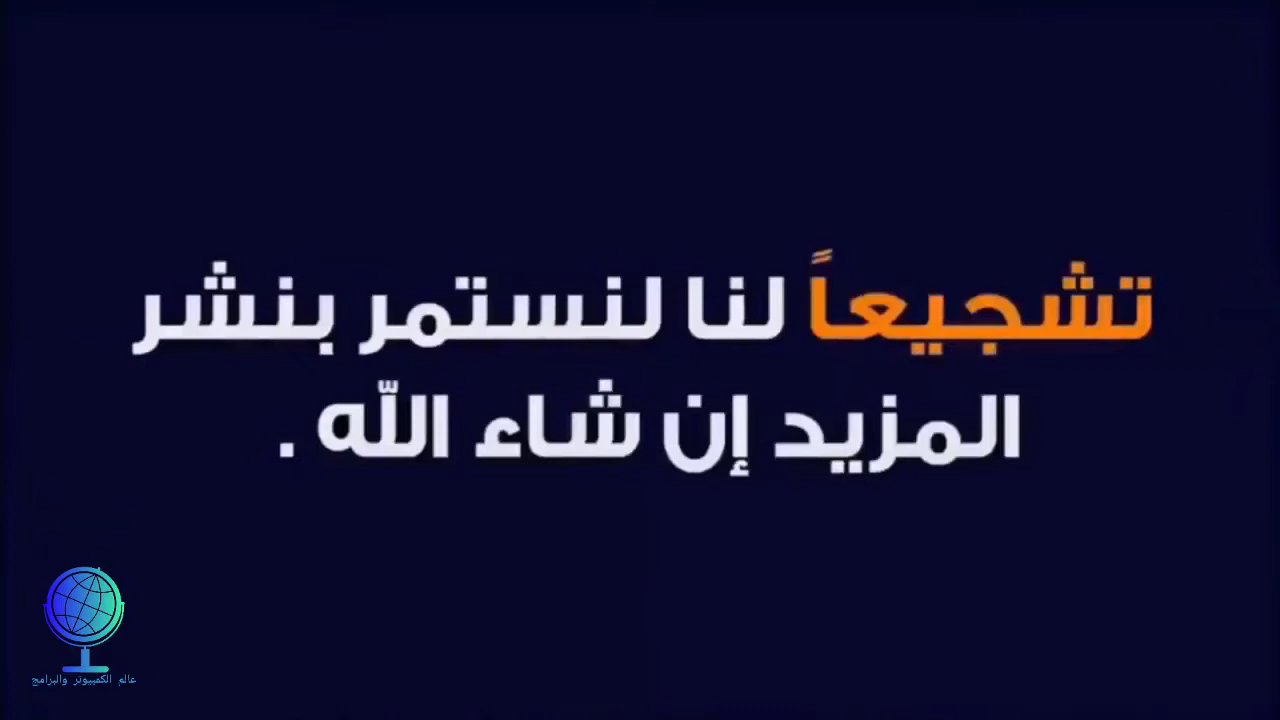 تشجيعاً لنا لنستمر بنشر
المزيد إن شاء اللّه .
عالم الكمبيوتر والبرامج